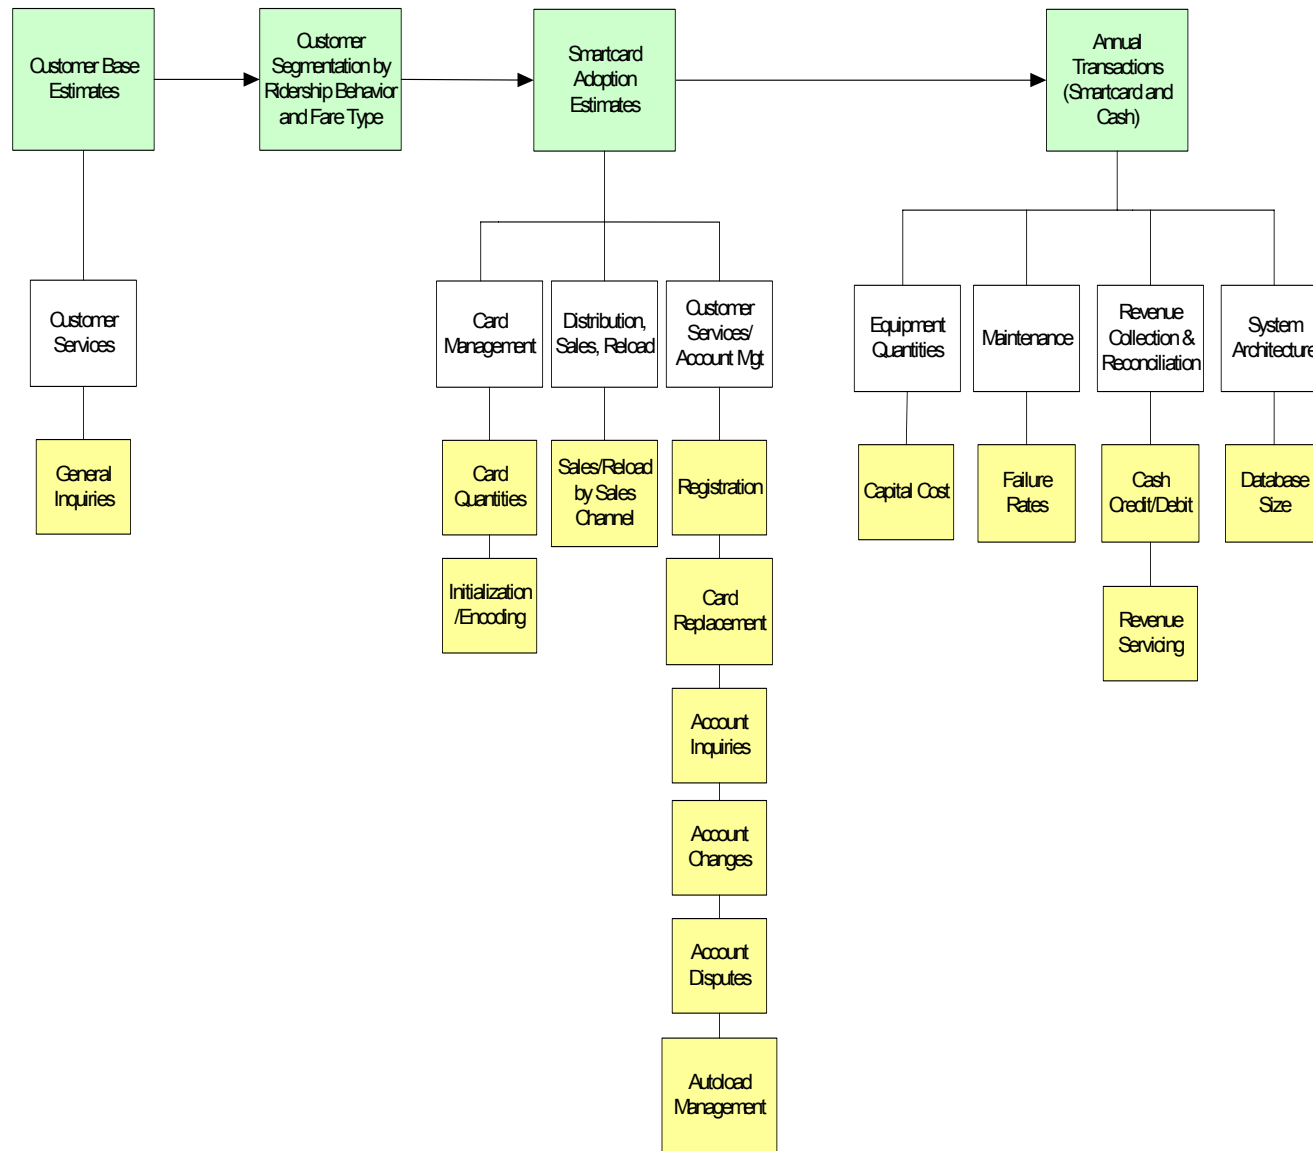 Customer Base
Estimates
Customer
Segmentation by
Ridership Behavior
and Fare Type
Smartcard
Adoption
Estimates
Annual
Transactions
(Smartcard and
Cash)
Customer
Services
Card
Management
Distribution,
Sales, Reload
Customer
Services/
Account Mgt
Equipment
Quantities
Maintenance
Revenue
Collection &
Reconciliation
System
Architecture
General
Inquiries
Card
Quantities
Sales/Reload
by Sales
Channel
Registration
Capital Cost
Failure
Rates
Cash
Credit/Debit
Database
Size
Initialization
/Encoding
Card
Replacement
Revenue
Servicing
Account
Inquiries
Account
Changes
Account
Disputes
Autoload
Management